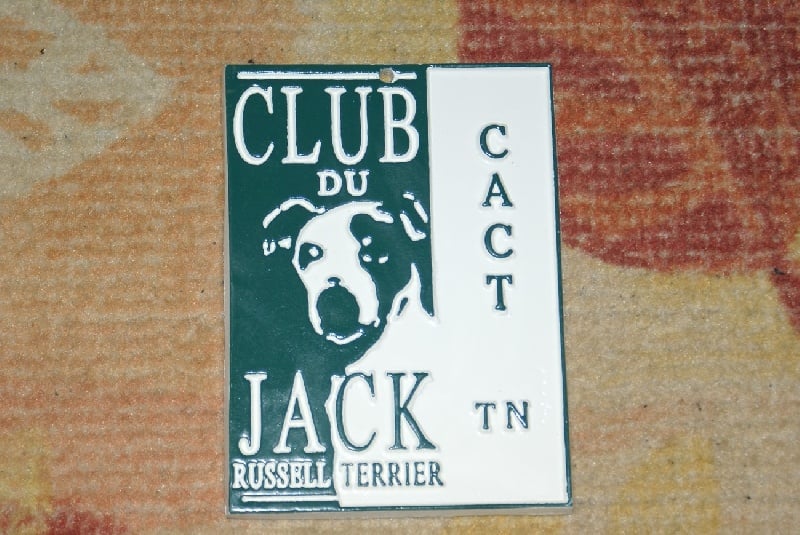 CLUB
DU
JACK
RUSSELL TERRIER
CACT
TN